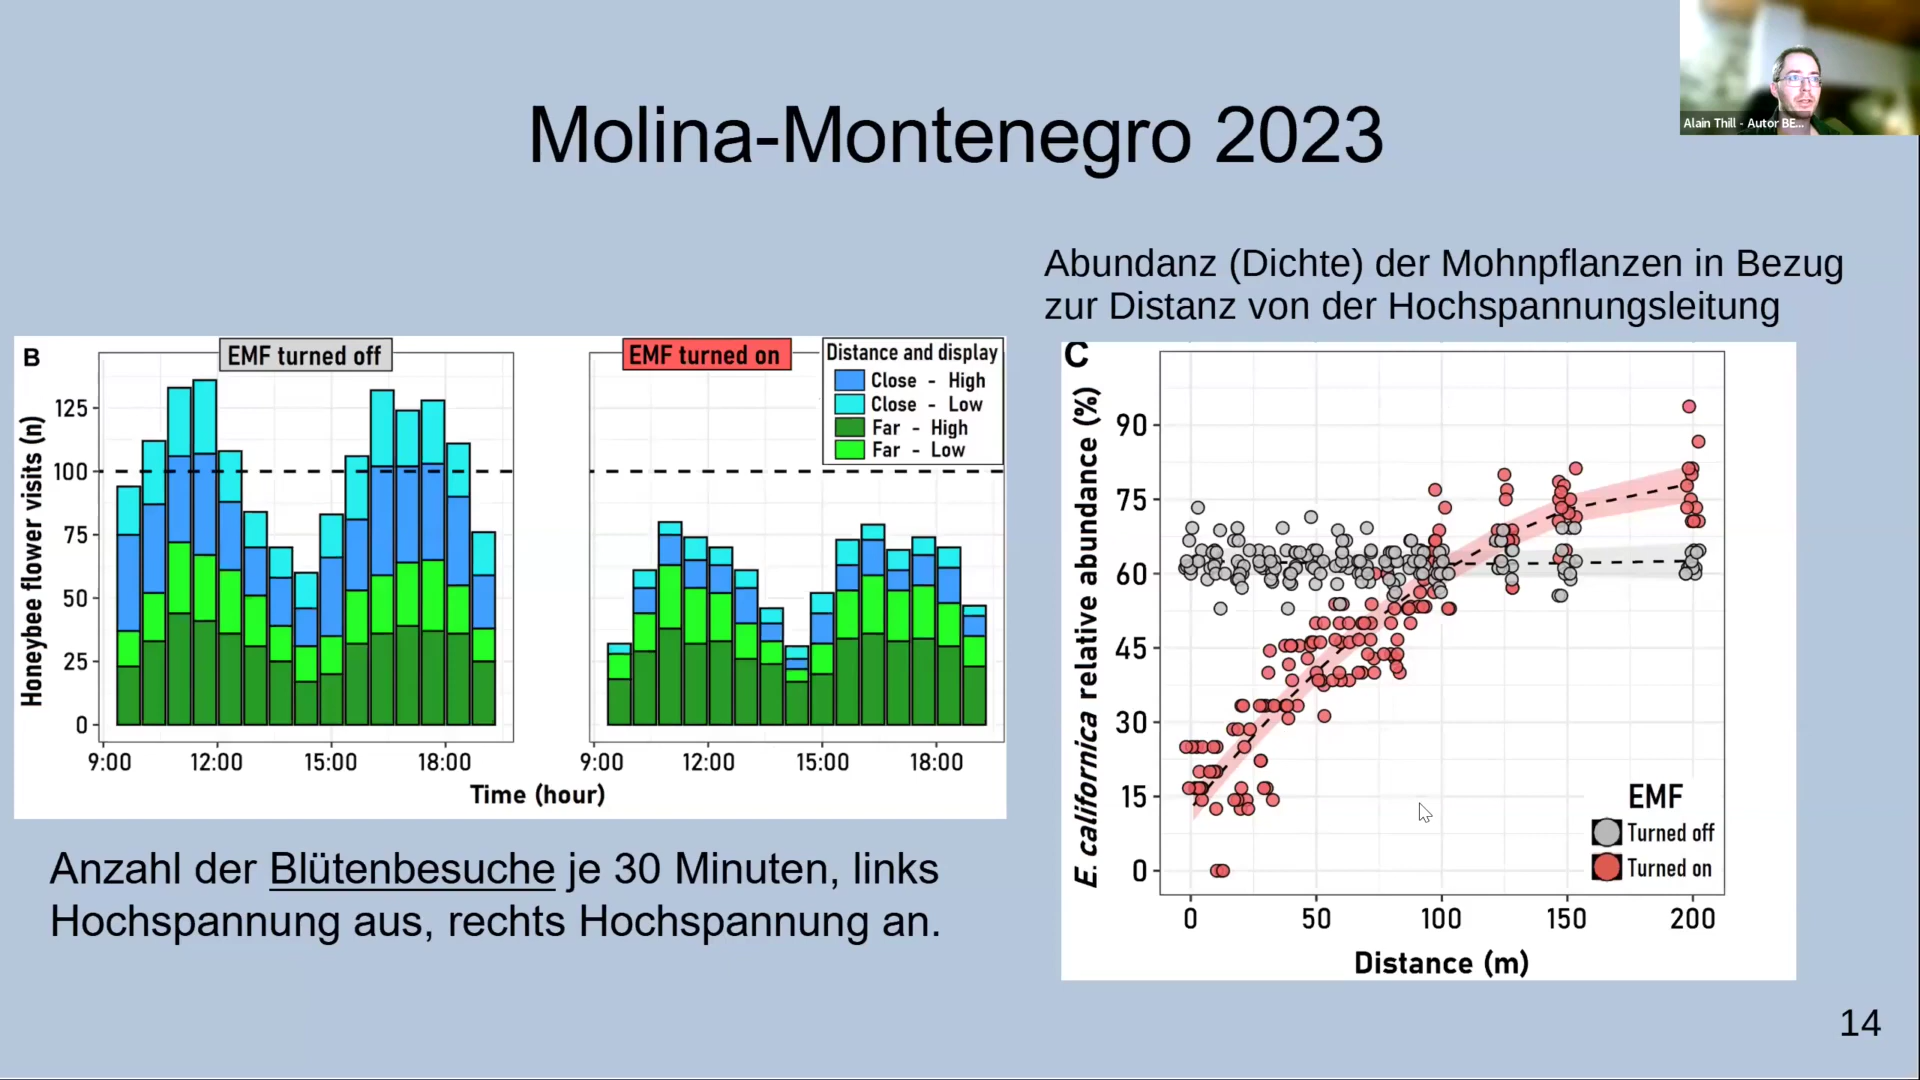 Alain Thill - Autor BE...
Molina-Montenegro 2023
Abundanz (Dichte) der Mohnpflanzen in Bezug
zur Distanz von der Hochspannungsleitung
B
EMF turned off
EMF turned on
Distance and display
Close - High
Close - Low
Far - High
Far - Low
Honeybee flower visits (n)
125
100
75
50
25
0
9:00 12:00 15:00 18:00
9:00 12:00 15:00 18:00
Time (hour)
Anzahl der Blütenbesuche je 30 Minuten, links
Hochspannung aus, rechts Hochspannung an.
C
E. californica relative abundance (%)
90
75
60
45
30
15
0
EMF
Turned off
Turned on
0 50 100 150 200
Distance (m)
14